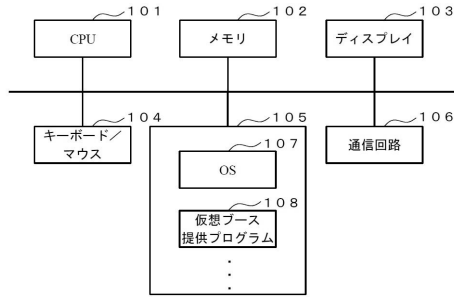 101
CPU
102
メモリ
103
ディスプレイ
104
キーボード／
マウス
105
106
通信回路
107
OS
108
仮想ブース
提供プログラム